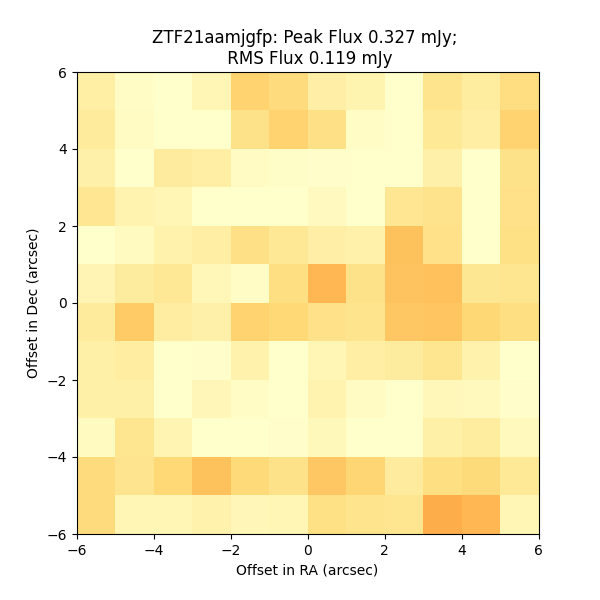 ZTF21aamjgfp: Peak Flux 0.327 mJy;
RMS Flux 0.119 mJy
6
4
2
0
−2
−4
−6
Offset in Dec (arcsec)
−6 −4 −2 0 2 4 6
Offset in RA (arcsec)